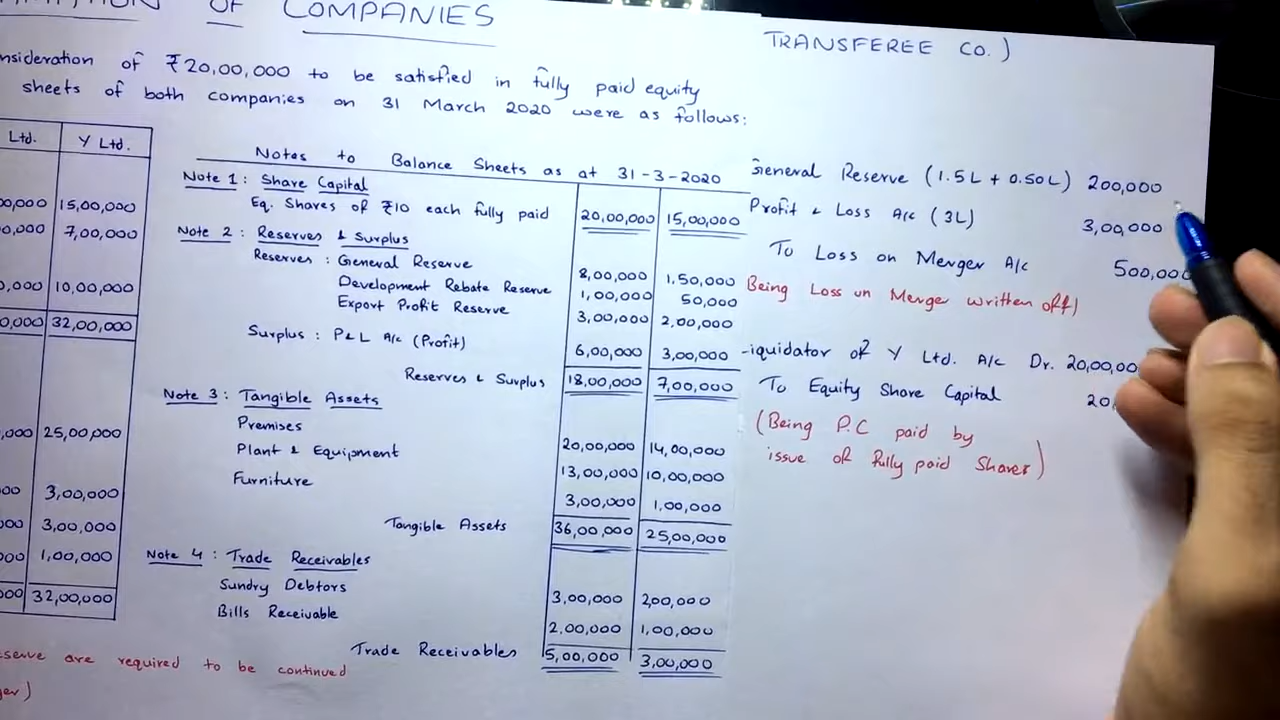 OF COMPANIES
TRANSFEREE CO.)
of ₹20,00,000 to be satisfied in fully paid equity
sheets of both companies on 31 March 2020 were as follows:
Ltd. Y Ltd.
15,00,000
7,00,000
10,00,000
32,00,000
25,00,000
3,00,000
3,00,000
1,00,000
32,00,000
Notes to Balance Sheets as at 31-3-2020
Note 1: Share Capital
Eq. Shares of ₹10 each fully paid 20,00,000 15,00,000
Note 2: Reserves & Surplus
Reserves : General Reserve 8,00,000 1,50,000
Development Rebate Reserve 1,00,000 50,000
Export Profit Reserve 3,00,000 2,00,000
Surplus : P&L A/c (Profit) 6,00,000 3,00,000
Reserves & Surplus 18,00,000 7,00,000
Note 3: Tangible Assets
Premises 20,00,000 14,00,000
Plant & Equipment 13,00,000 10,00,000
Furniture 3,00,000 1,00,000
Tangible Assets 36,00,000 25,00,000
Note 4: Trade Receivables
Sundry Debtors 3,00,000 2,00,000
Bills Receivable 2,00,000 1,00,000
Trade Receivables 5,00,000 3,00,000
are required to be continued
General Reserve (1.5L + 0.50L) 200,000
Profit & Loss A/c (3L) 3,00,000
To Loss on Merger A/c 500,000
Being Loss on Merger written off)
of Y Ltd. A/c Dr. 20,00,00
To Equity Share Capital 20,
(Being P.C paid by
issue of fully paid Shares)